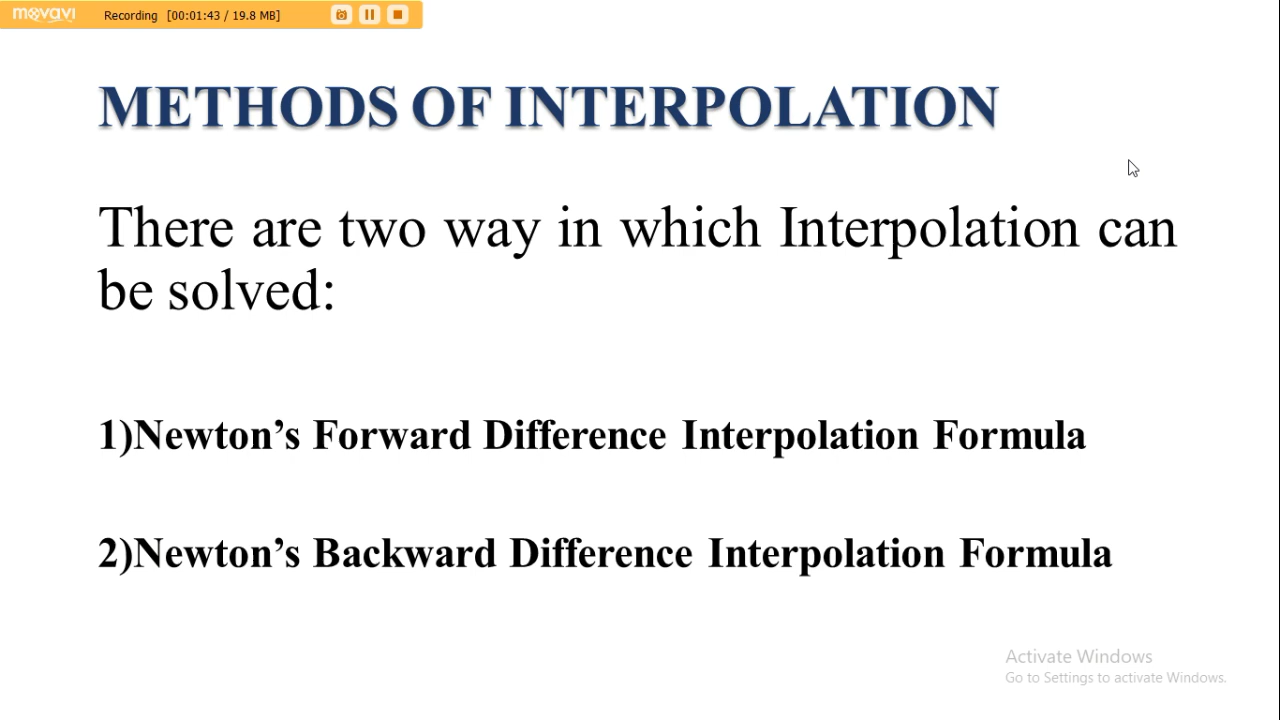 movavi Recording [00:01:43 / 19.8 MB]
METHODS OF INTERPOLATION
There are two way in which Interpolation can
be solved:
1)Newton’s Forward Difference Interpolation Formula
2)Newton’s Backward Difference Interpolation Formula
Activate Windows
Go to Settings to activate Windows.